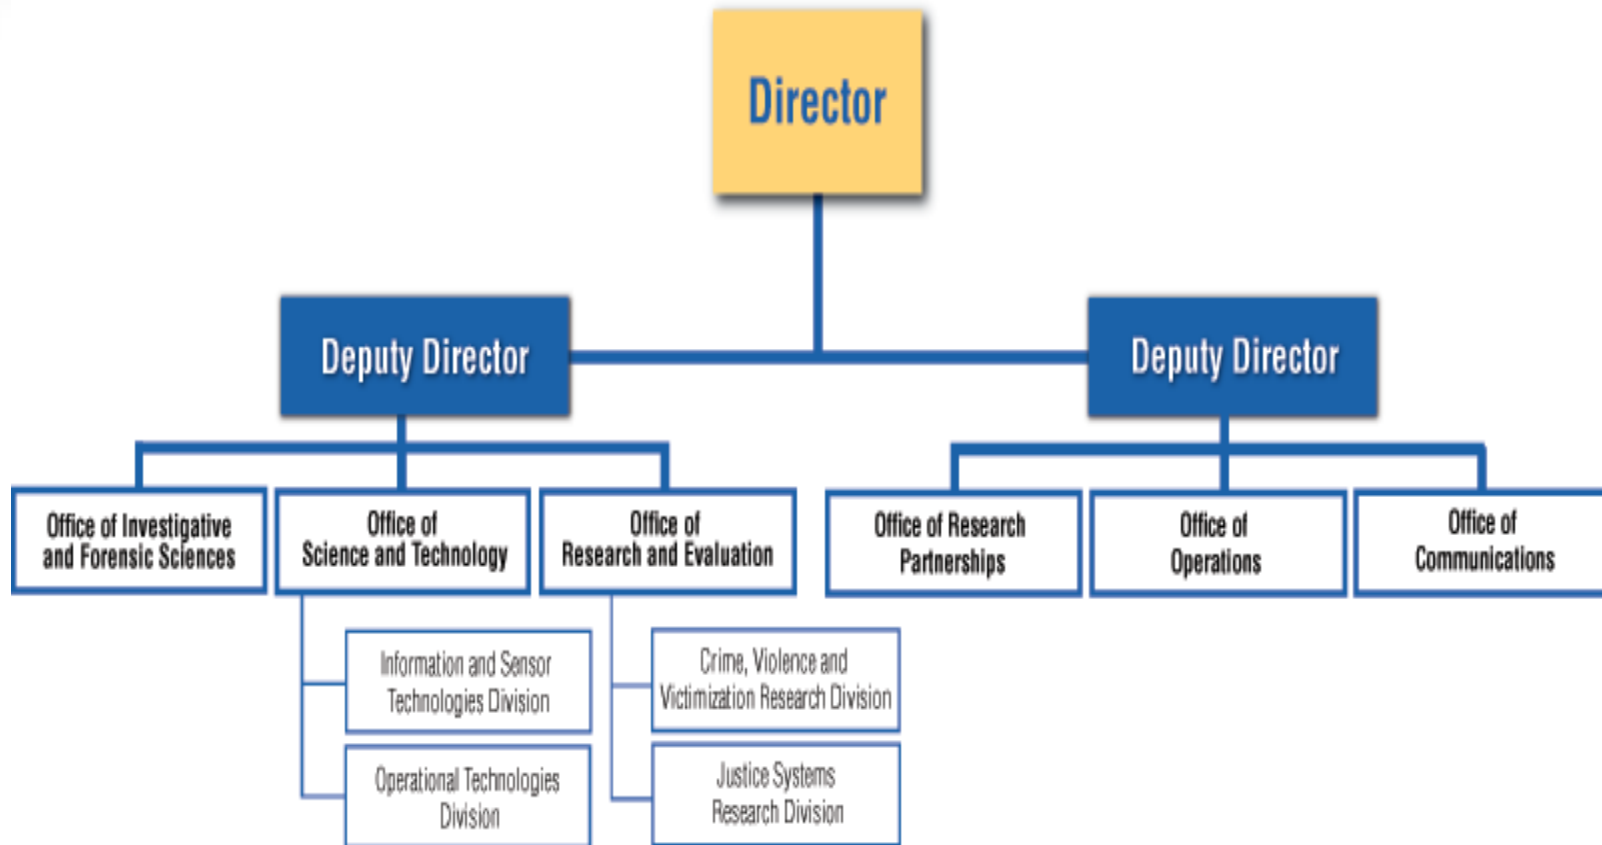 Director
Deputy Director
Deputy Director
Office of Investigative
and Forensic Sciences
Office of
Science and Technology
Office of
Research and Evaluation
Office of Research
Partnerships
Office of
Operations
Office of
Communications
Information and Sensor
Technologies Division
Operational Technologies
Division
Crime, Violence and
Victimization Research Division
Justice Systems
Research Division